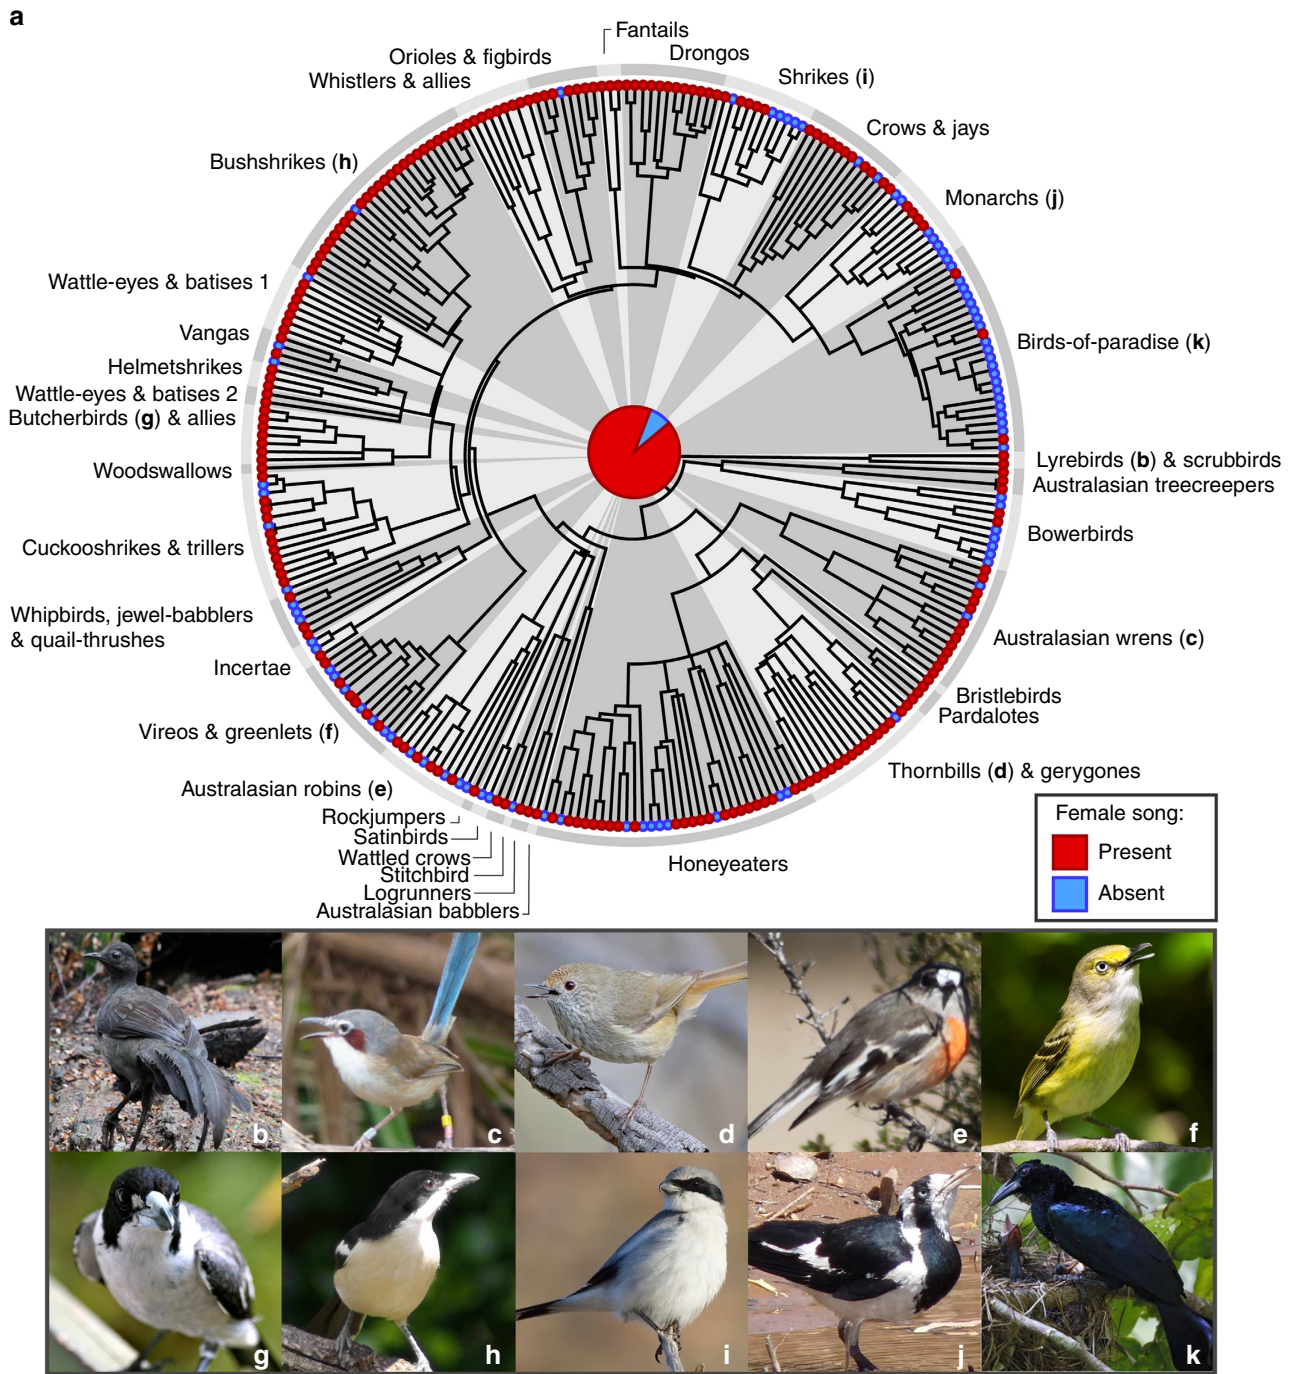 a
Fantails
Drongos
Orioles & figbirds
Whistlers & allies
Shrikes (i)
Crows & jays
Bushshrikes (h)
Monarchs (j)
Wattle-eyes & batises 1
Vangas
Birds-of-paradise (k)
Helmetshrikes
Wattle-eyes & batises 2
Butcherbirds (g) & allies
Woodswallows
Lyrebirds (b) & scrubbirds
Australasian treecreepers
Bowerbirds
Cuckooshrikes & trillers
Whipbirds, jewel-babblers
& quail-thrushes
Australasian wrens (c)
Incertae
Bristlebirds
Pardalotes
Vireos & greenlets (f)
Thornbills (d) & gerygones
Australasian robins (e)
Rockjumpers
Satinbirds
Wattled crows
Stitchbird
Logrunners
Australasian babblers
Honeyeaters
Female song:
Present
Absent
b
c
d
e
f
g
h
i
j
k